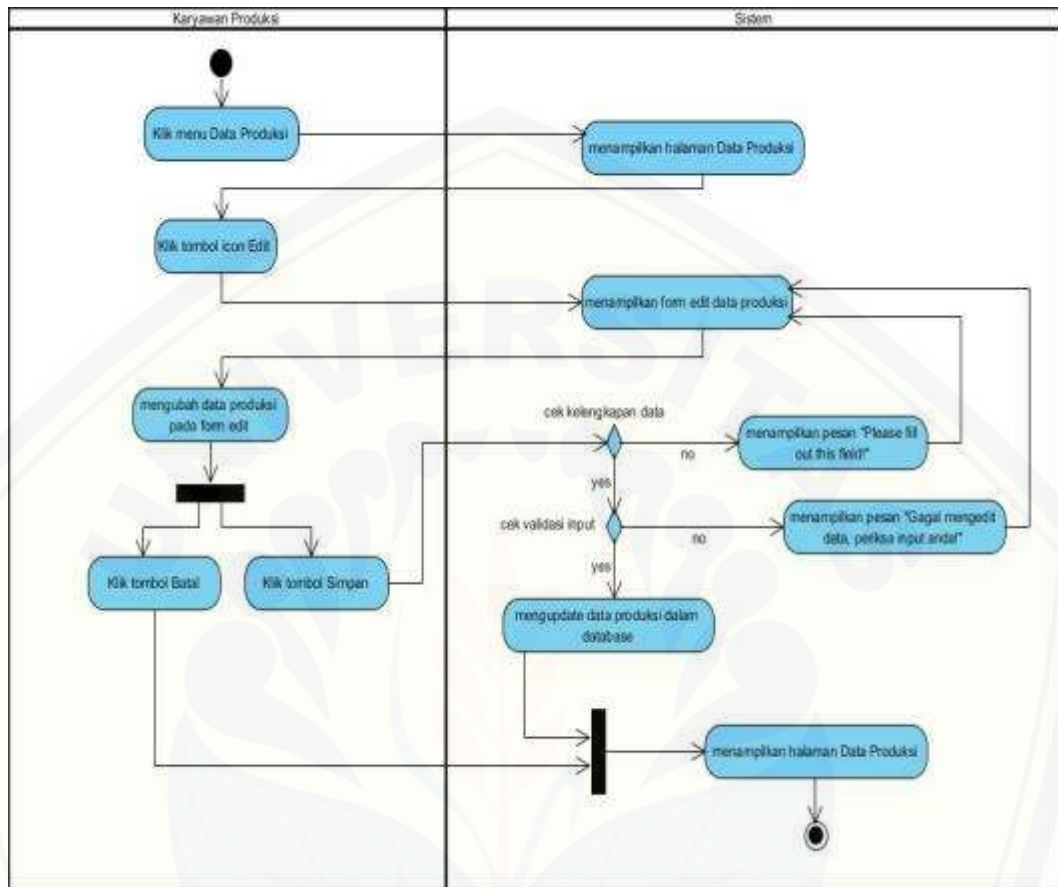 Karyawan Produksi
Sistem
Klik menu Data Produksi
menampilkan halaman Data Produksi
Klik tombol icon Edit
menampilkan form edit data produksi
mengubah data produksi
pada form edit
cek kelengkapan data
menampilkan pesan "Please fill
out this field!"
no
yes
cek validasi input
menampilkan pesan "Gagal mengedit
data, periksa input anda!"
no
yes
Klik tombol Batal
Klik tombol Simpan
mengupdate data produksi dalam
database
menampilkan halaman Data Produksi
UNIVERSITAS